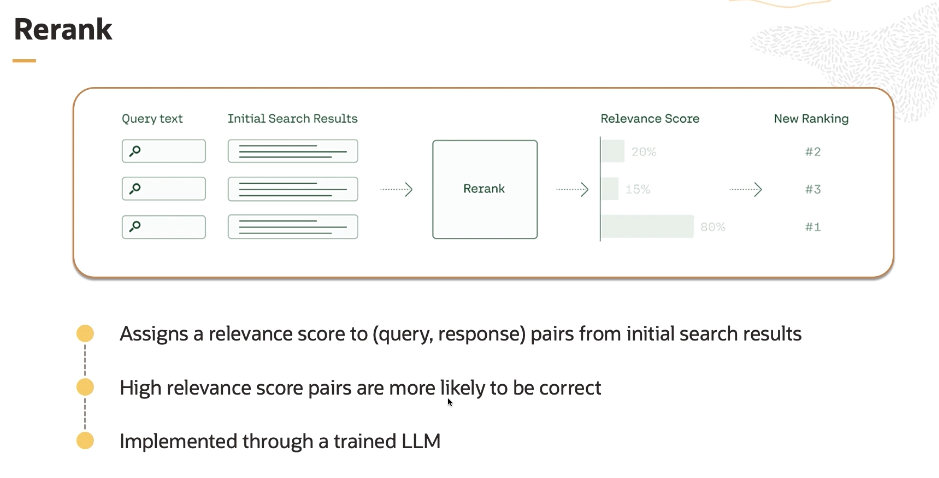 Rerank
Query text
Initial Search Results
Relevance Score
New Ranking
20%
#2
Rerank
15%
#3
80%
#1
Assigns a relevance score to (query, response) pairs from initial search results
High relevance score pairs are more likely to be correct
Implemented through a trained LLM